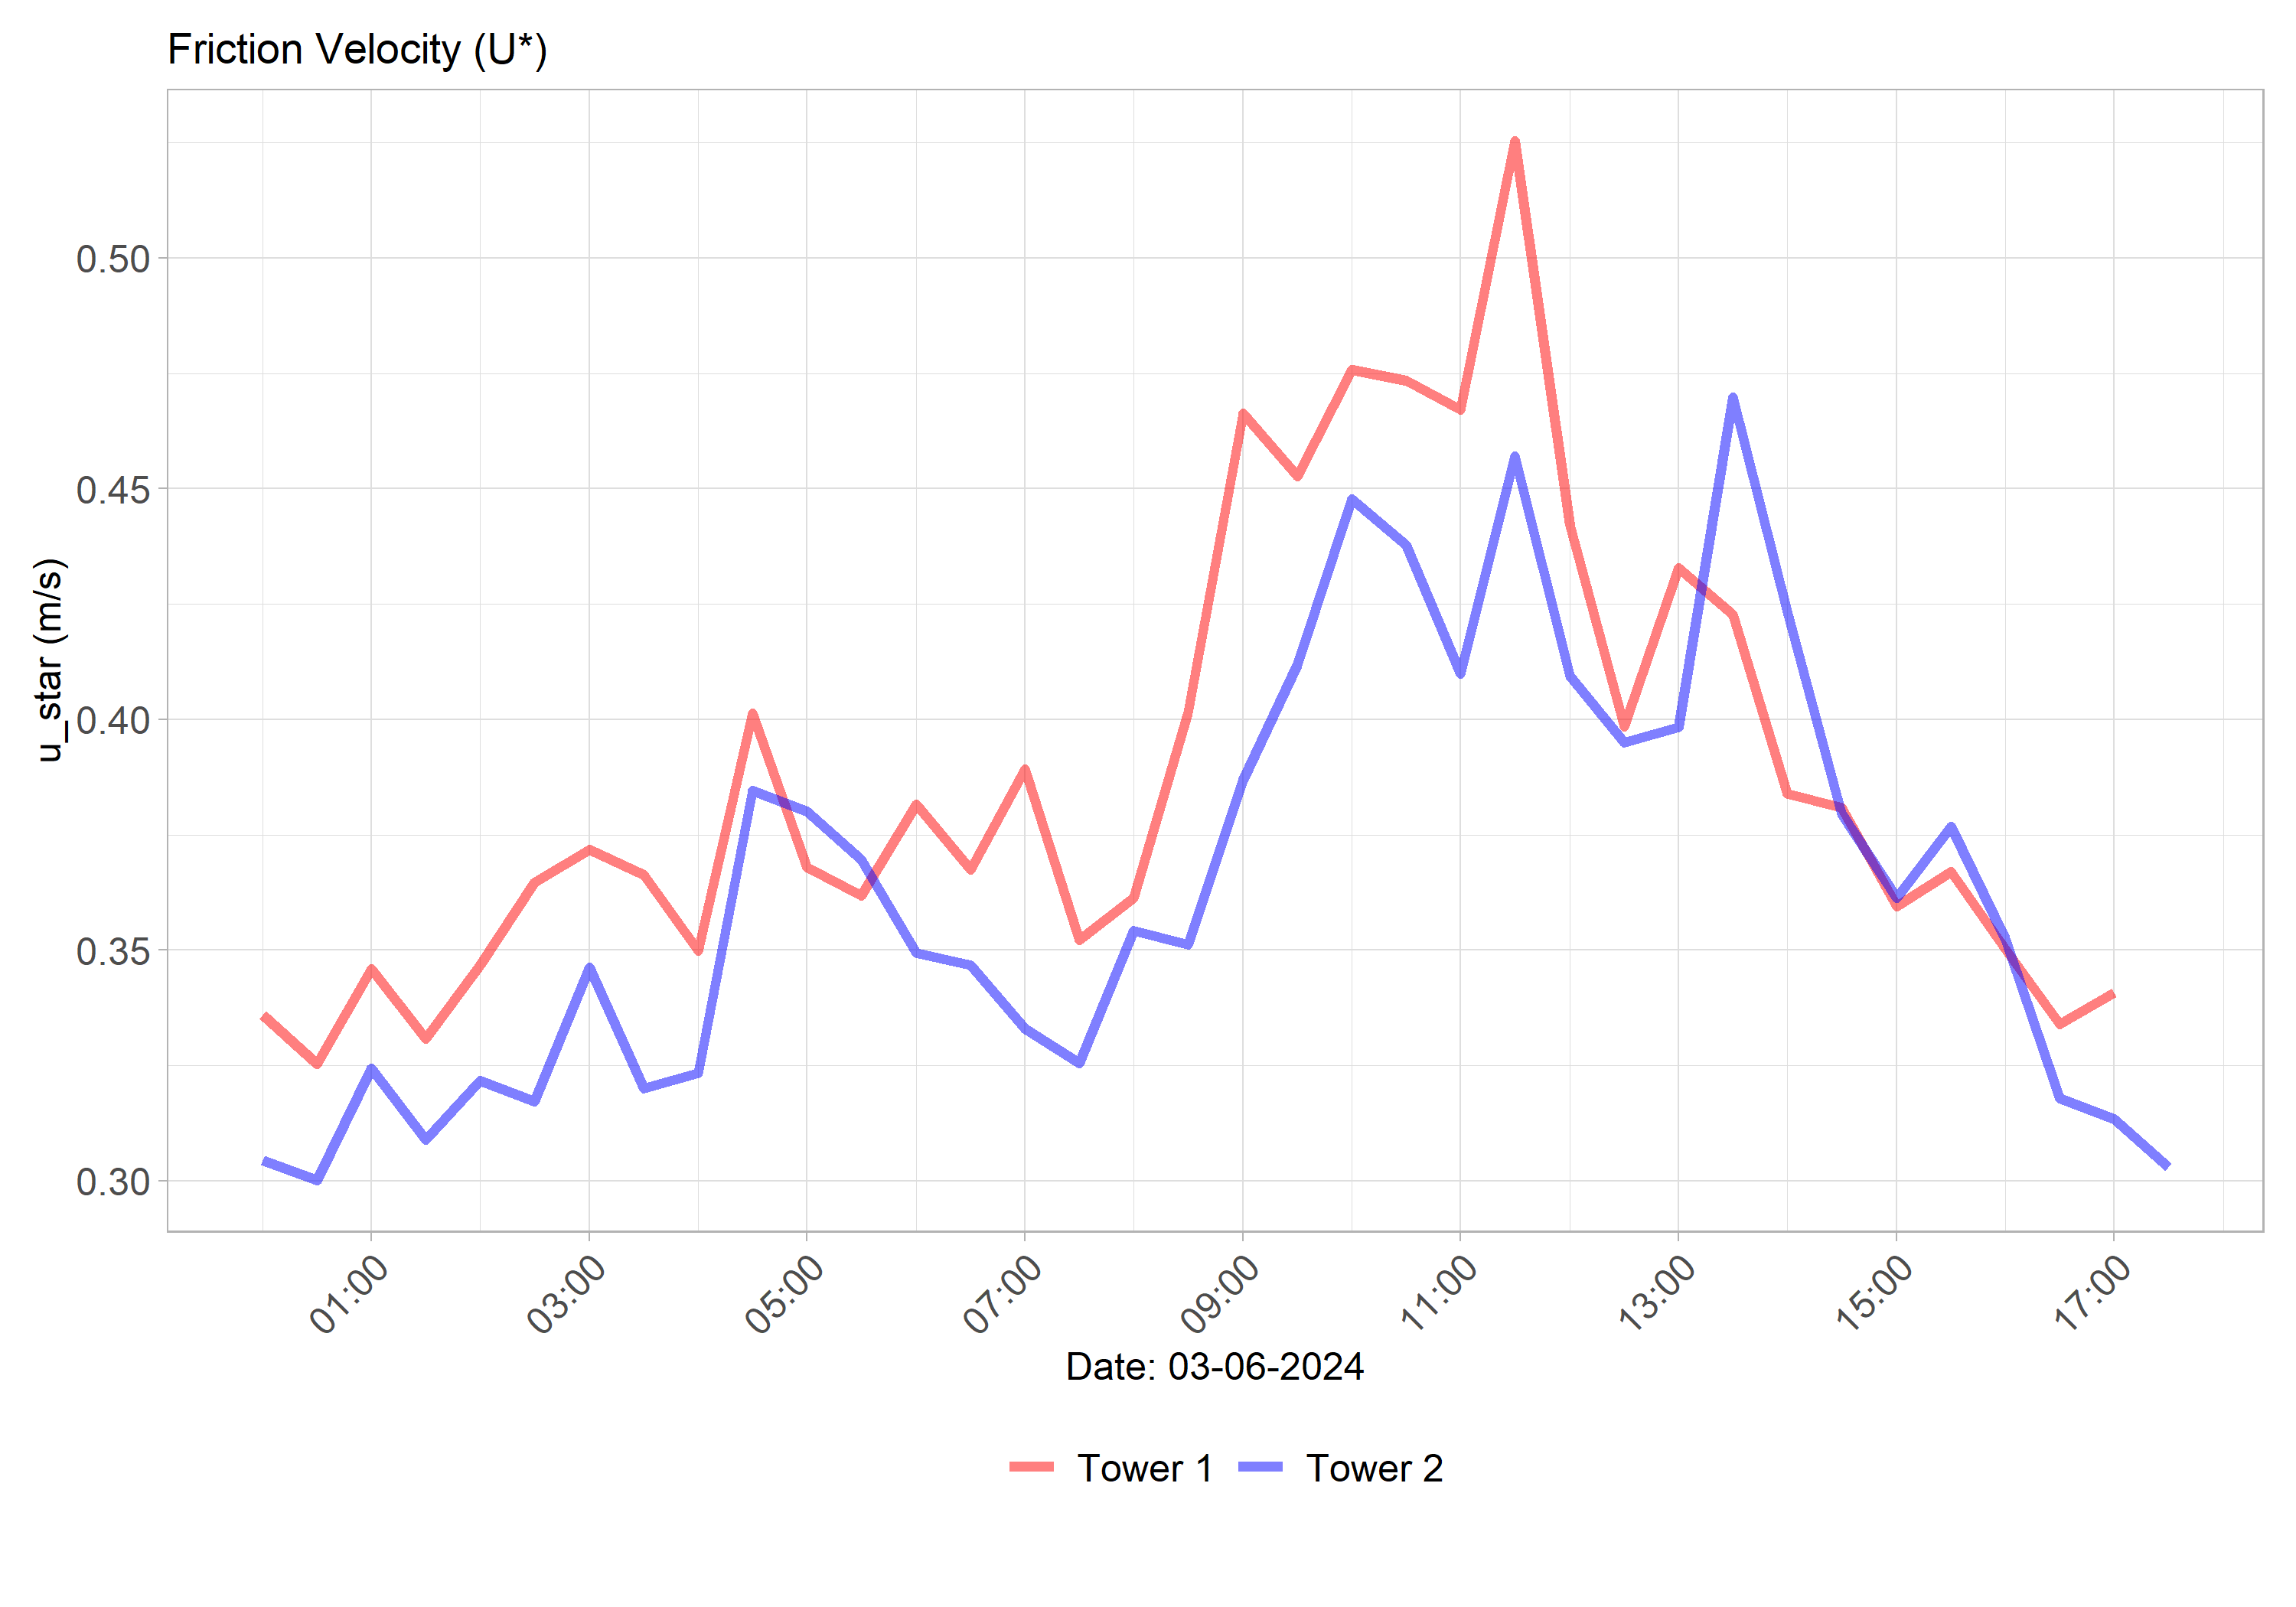 Friction Velocity (U*)
u_star (m/s)
0.50
0.45
0.40
0.35
0.30
01:00 03:00 05:00 07:00 09:00 11:00 13:00 15:00 17:00
Date: 03-06-2024
Tower 1 Tower 2